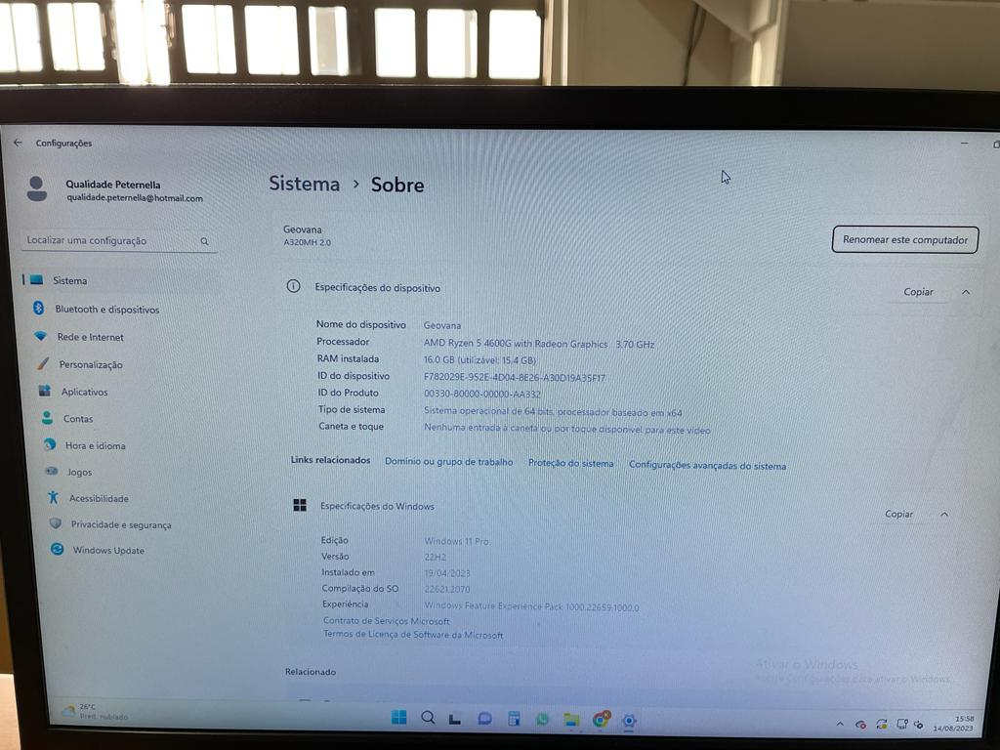 Configurações
Qualidade Peternella
qualidade.peternella@hotmail.com
Localizar uma configuração
Sistema
Bluetooth e dispositivos
Rede e Internet
Personalização
Aplicativos
Contas
Hora e idioma
Jogos
Acessibilidade
Privacidade e segurança
Windows Update
Sistema > Sobre
Geovana
A320MH 2.0
Renomear este computador
Especificações do dispositivo
Copiar
Nome do dispositivo Geovana
Processador AMD Ryzen 5 4600G with Radeon Graphics 3.70 GHz
RAM instalada 16.0 GB (utilizável: 15.4 GB)
ID do dispositivo F782029E-952E-4D04-8E26-A30D19A35F17
ID do Produto 00330-80000-00000-AA332
Tipo de sistema Sistema operacional de 64 bits, processador baseado em x64
Caneta e toque Nenhuma entrada à caneta ou por toque disponível para este vídeo
Links relacionados Domínio ou grupo de trabalho Proteção do sistema Configurações avançadas do sistema
Especificações do Windows
Copiar
Edição Windows 11 Pro
Versão 22H2
Instalado em 19/04/2023
Compilação do SO 22621.2070
Experiência Windows Feature Experience Pack 1000.22659.1000.0
Contrato de Serviços Microsoft
Termos de Licença de Software da Microsoft
Relacionado
Ativar o Windows
Acesse Configurações para ativar o Windows.
26°C
Pred. nublado
15:58
14/08/2023